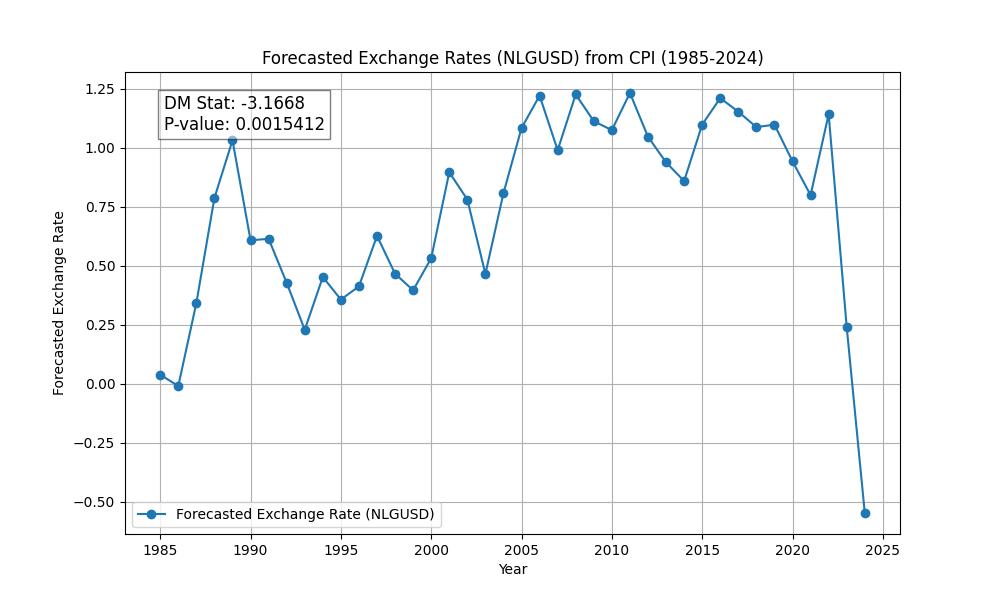 Forecasted Exchange Rates (NLGUSD) from CPI (1985-2024)
DM Stat: -3.1668
P-value: 0.0015412
Forecasted Exchange Rate
1.25
1.00
0.75
0.50
0.25
0.00
−0.25
−0.50
Forecasted Exchange Rate (NLGUSD)
1985 1990 1995 2000 2005 2010 2015 2020 2025
Year